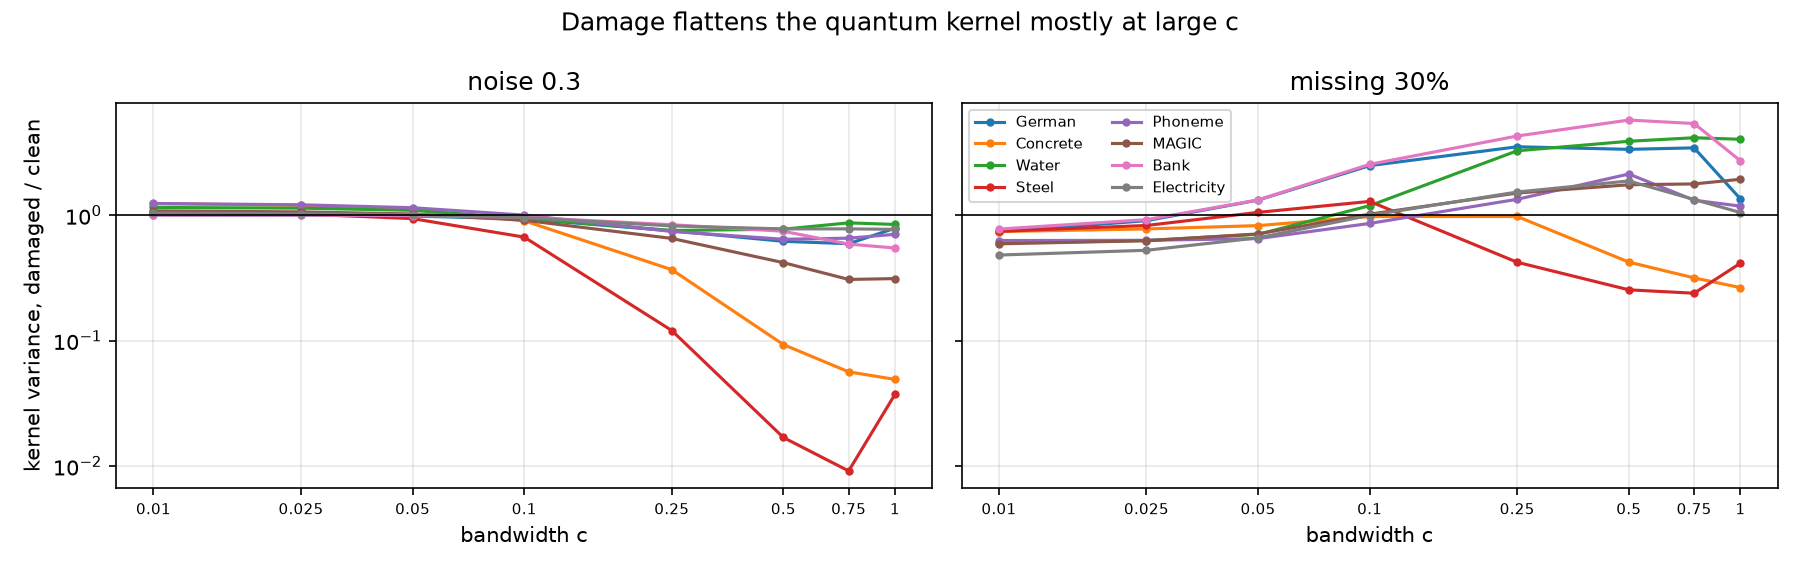 Damage flattens the quantum kernel mostly at large c
noise 0.3
missing 30%
kernel variance, damaged / clean
10⁰
10⁻¹
10⁻²
0.01 0.025 0.05 0.1 0.25 0.5 0.75 1
bandwidth c
German Phoneme
Concrete MAGIC
Water Bank
Steel Electricity
0.01 0.025 0.05 0.1 0.25 0.5 0.75 1
bandwidth c